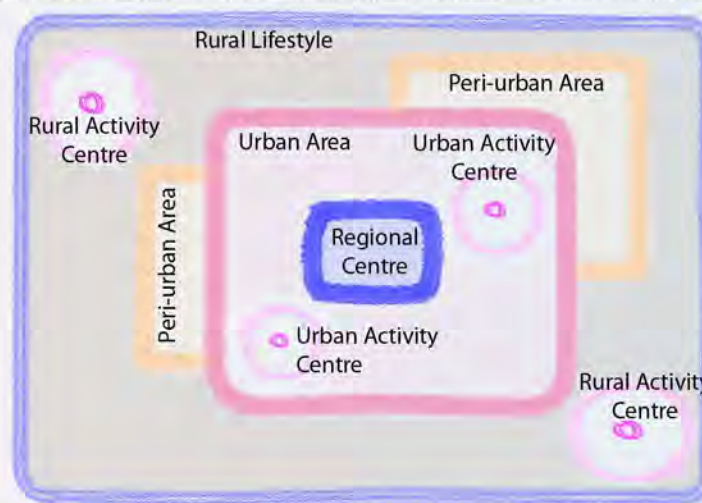 Rural Lifestyle
Peri-urban Area
Rural Activity
Centre
Urban Area
Urban Activity
Centre
Peri-urban Area
Regional
Centre
Urban Activity
Centre
Rural Activity
Centre